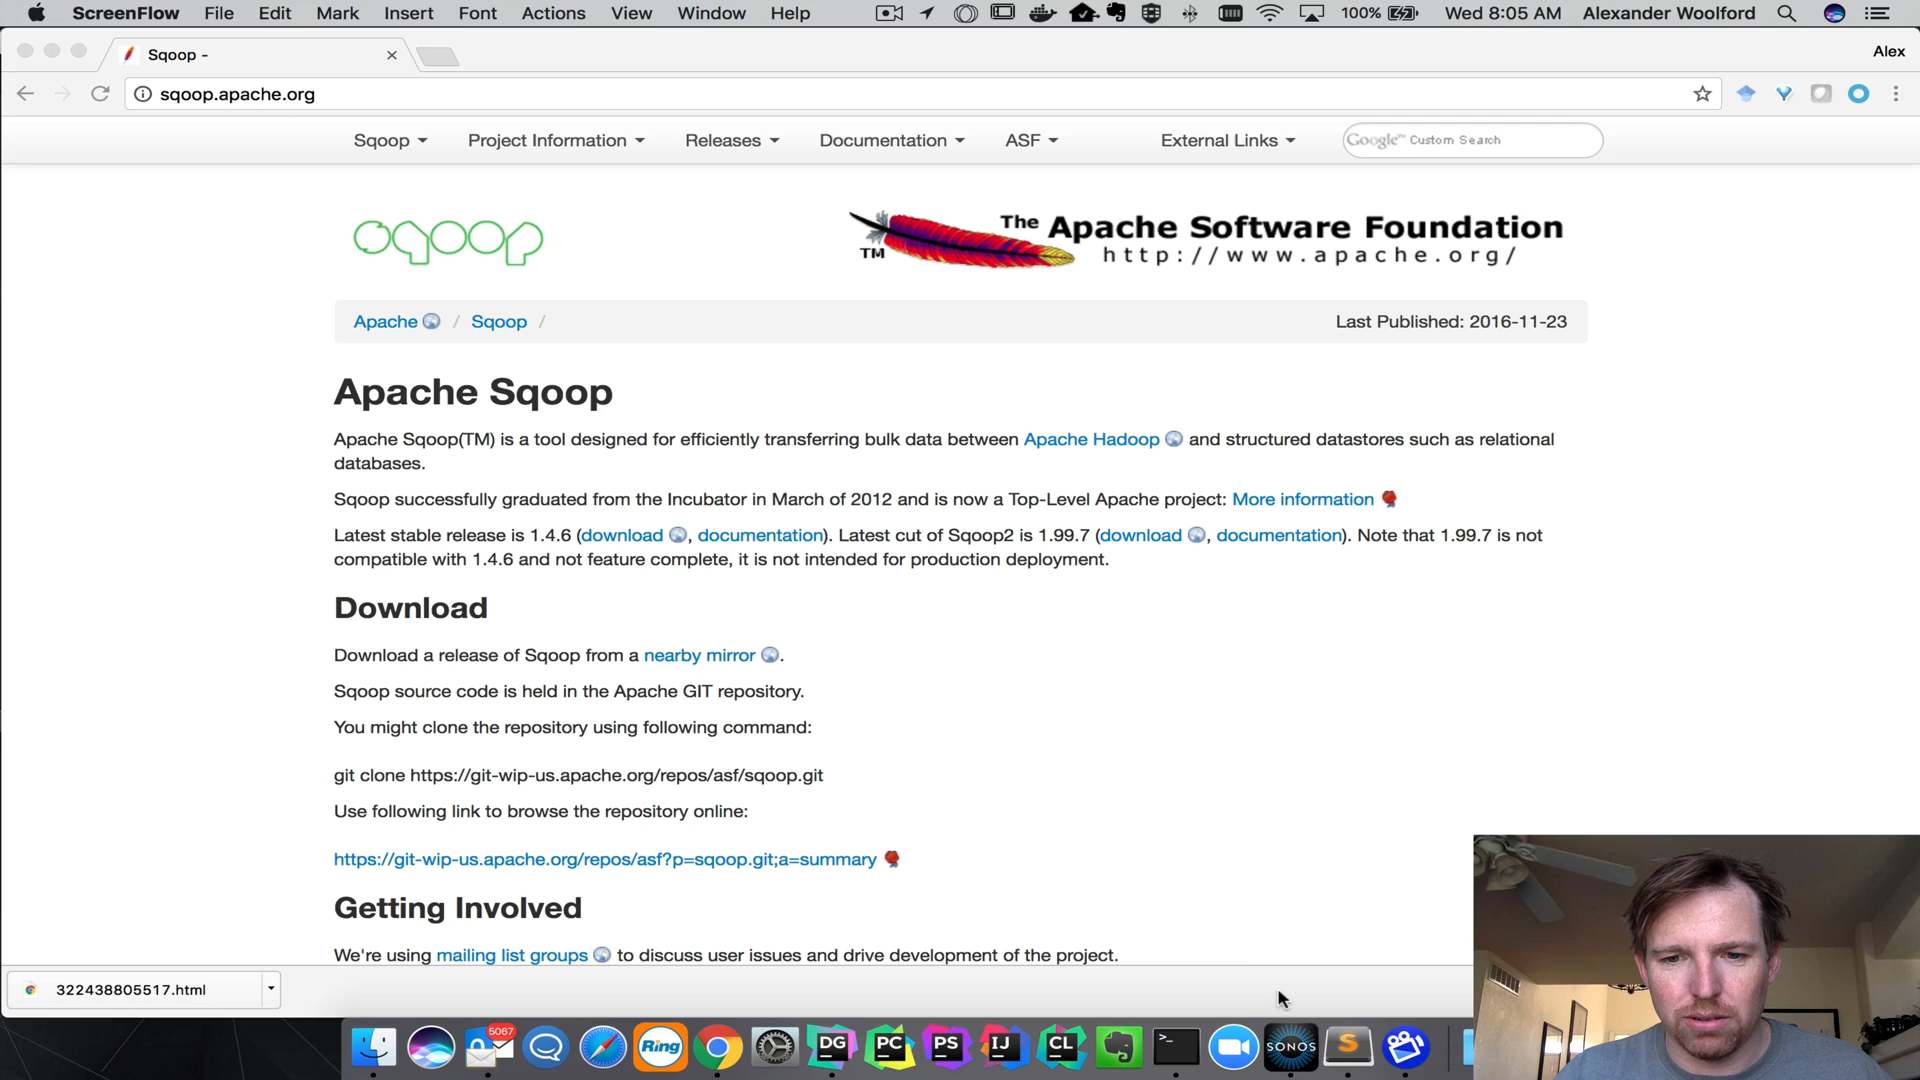 ScreenFlow File Edit Mark Insert Font Actions View Window Help 100% Wed 8:05 AM Alexander Woolford
Sqoop - Alex
sqoop.apache.org
Sqoop Project Information Releases Documentation ASF External Links Google™ Custom Search
sqoop
The Apache Software Foundation
TM http://www.apache.org/
Apache / Sqoop / Last Published: 2016-11-23
Apache Sqoop
Apache Sqoop(TM) is a tool designed for efficiently transferring bulk data between Apache Hadoop and structured datastores such as relational
databases.
Sqoop successfully graduated from the Incubator in March of 2012 and is now a Top-Level Apache project: More information
Latest stable release is 1.4.6 (download , documentation). Latest cut of Sqoop2 is 1.99.7 (download , documentation). Note that 1.99.7 is not
compatible with 1.4.6 and not feature complete, it is not intended for production deployment.
Download
Download a release of Sqoop from a nearby mirror .
Sqoop source code is held in the Apache GIT repository.
You might clone the repository using following command:
git clone https://git-wip-us.apache.org/repos/asf/sqoop.git
Use following link to browse the repository online:
https://git-wip-us.apache.org/repos/asf?p=sqoop.git;a=summary
Getting Involved
We're using mailing list groups to discuss user issues and drive development of the project.
322438805517.html
5067
Ring DG PC PS IJ CL >_ SONOS S